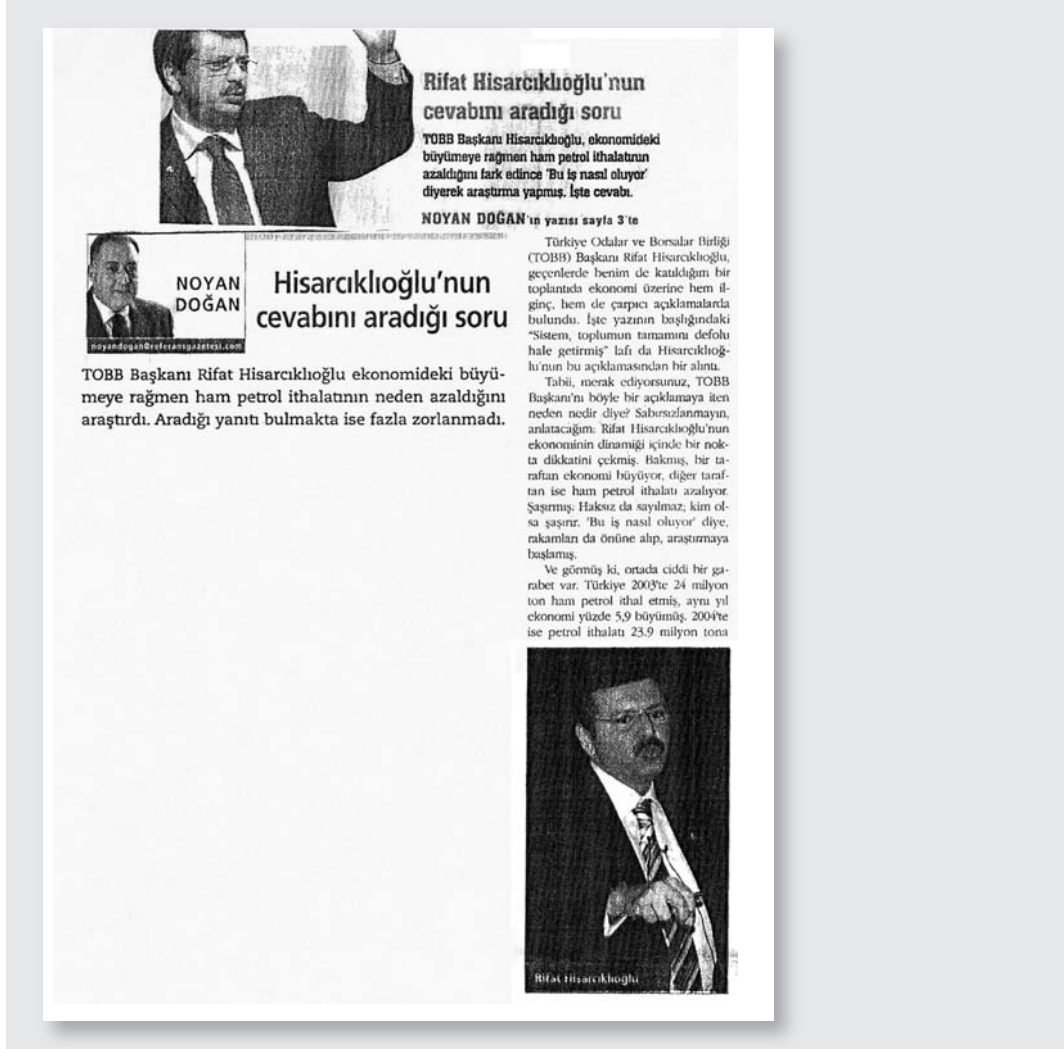 Rifat Hisarcıklıoğlu'nun
cevabını aradığı soru
TOBB Başkanı Hisarcıklıoğlu, ekonomideki
büyümeye rağmen ham petrol ithalatının
azaldığını fark edince 'Bu iş nasıl oluyor'
diyerek araştırma yapmış. İşte cevabı.
NOYAN DOĞAN'ın yazısı sayfa 3'te
NOYAN
DOĞAN
noyandogan@referansgazetesi.com
Hisarcıklıoğlu'nun
cevabını aradığı soru
TOBB Başkanı Rifat Hisarcıklıoğlu ekonomideki büyü-
meye rağmen ham petrol ithalatının neden azaldığını
araştırdı. Aradığı yanıtı bulmakta ise fazla zorlanmadı.
Türkiye Odalar ve Borsalar Birliği
(TOBB) Başkanı Rifat Hisarcıklıoğlu,
geçenlerde benim de katıldığım bir
toplantıda ekonomi üzerine hem il-
ginç, hem de çarpıcı açıklamalarda
bulundu. İşte yazının başlığındaki
"Sistem, toplumun tamamını defolu
hale getirmiş" lafı da Hisarcıklıoğ-
lu'nun bu açıklamasından bir alıntı.
Tabii, merak ediyorsunuz, TOBB
Başkanı'nı böyle bir açıklamaya iten
neden nedir diye? Sabırsızlanmayın,
anlatacağım: Rifat Hisarcıklıoğlu'nun
ekonominin dinamiği içinde bir nok-
ta dikkatini çekmiş. Bakmış, bir ta-
raftan ekonomi büyüyor, diğer taraf-
tan ise ham petrol ithalatı azalıyor.
Şaşırmış. Haksız da sayılmaz, kim ol-
sa şaşırır. 'Bu iş nasıl oluyor' diye,
rakamları da önüne alıp, araştırmaya
başlamış.
Ve görmüş ki, ortada ciddi bir ga-
rabet var. Türkiye 2003'te 24 milyon
ton ham petrol ithal etmiş, aynı yıl
ekonomi yüzde 5,9 büyümüş. 2004'te
ise petrol ithalatı 23.9 milyon tona
Rifat Hisarcıklıoğlu